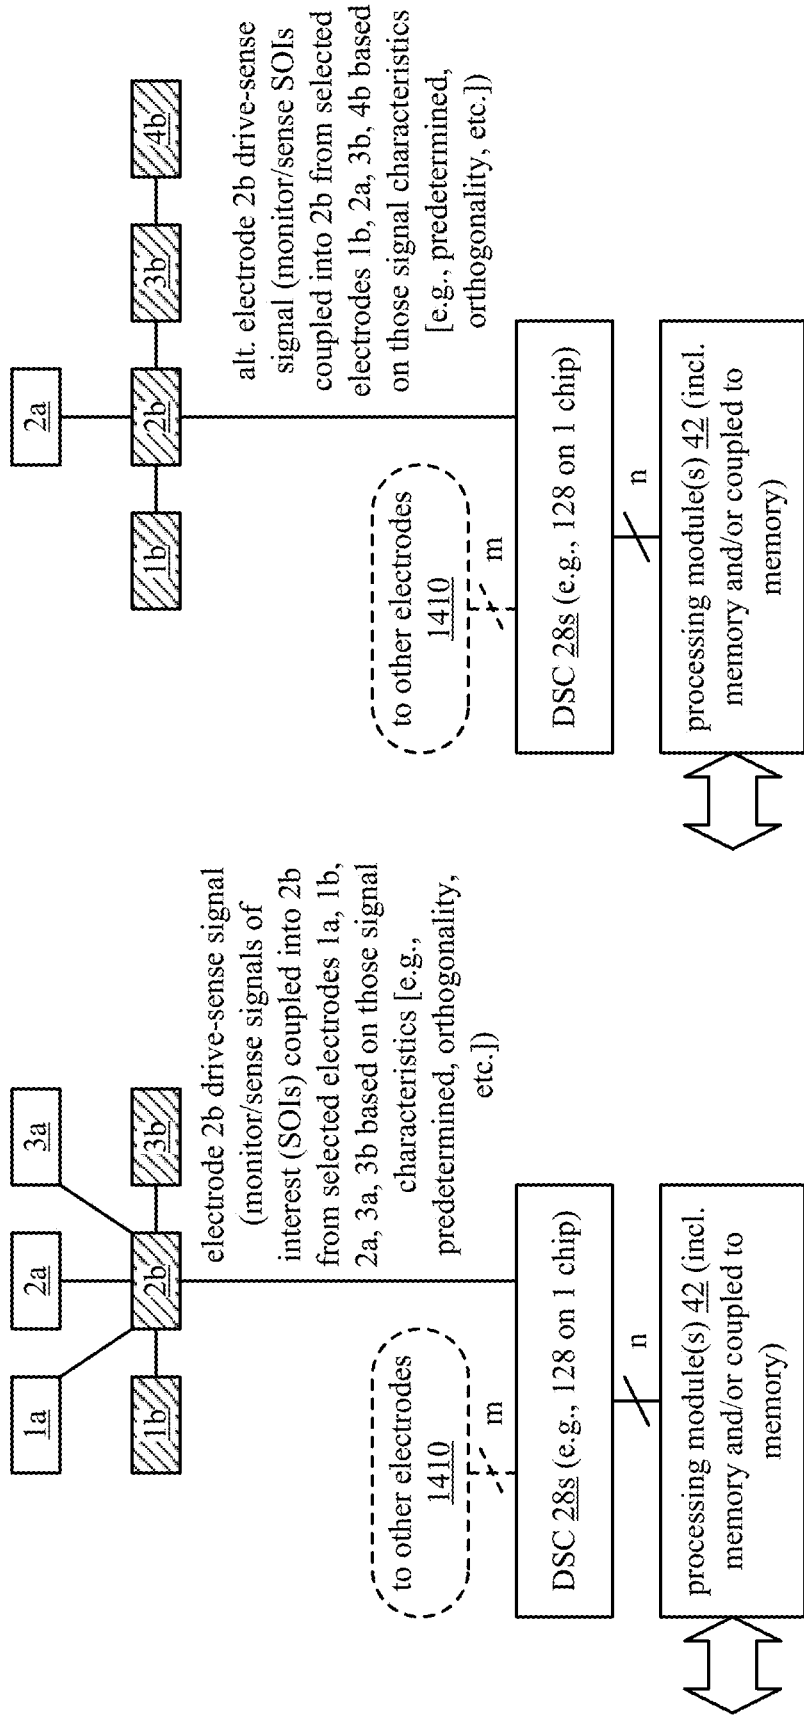 1a
2a
3a
1b
2b
3b
electrode 2b drive-sense signal
(monitor/sense signals of
interest (SOIs) coupled into 2b
from selected electrodes 1a, 1b,
2a, 3a, 3b based on those signal
characteristics [e.g.,
predetermined, orthogonality,
etc.])
to other electrodes
1410
m
DSC 28s (e.g., 128 on 1 chip)
n
processing module(s) 42 (incl.
memory and/or coupled to
memory)
2a
1b
2b
3b
4b
alt. electrode 2b drive-sense
signal (monitor/sense SOIs
coupled into 2b from selected
electrodes 1b, 2a, 3b, 4b based
on those signal characteristics
[e.g., predetermined,
orthogonality, etc.])
to other electrodes
1410
m
DSC 28s (e.g., 128 on 1 chip)
n
processing module(s) 42 (incl.
memory and/or coupled to
memory)